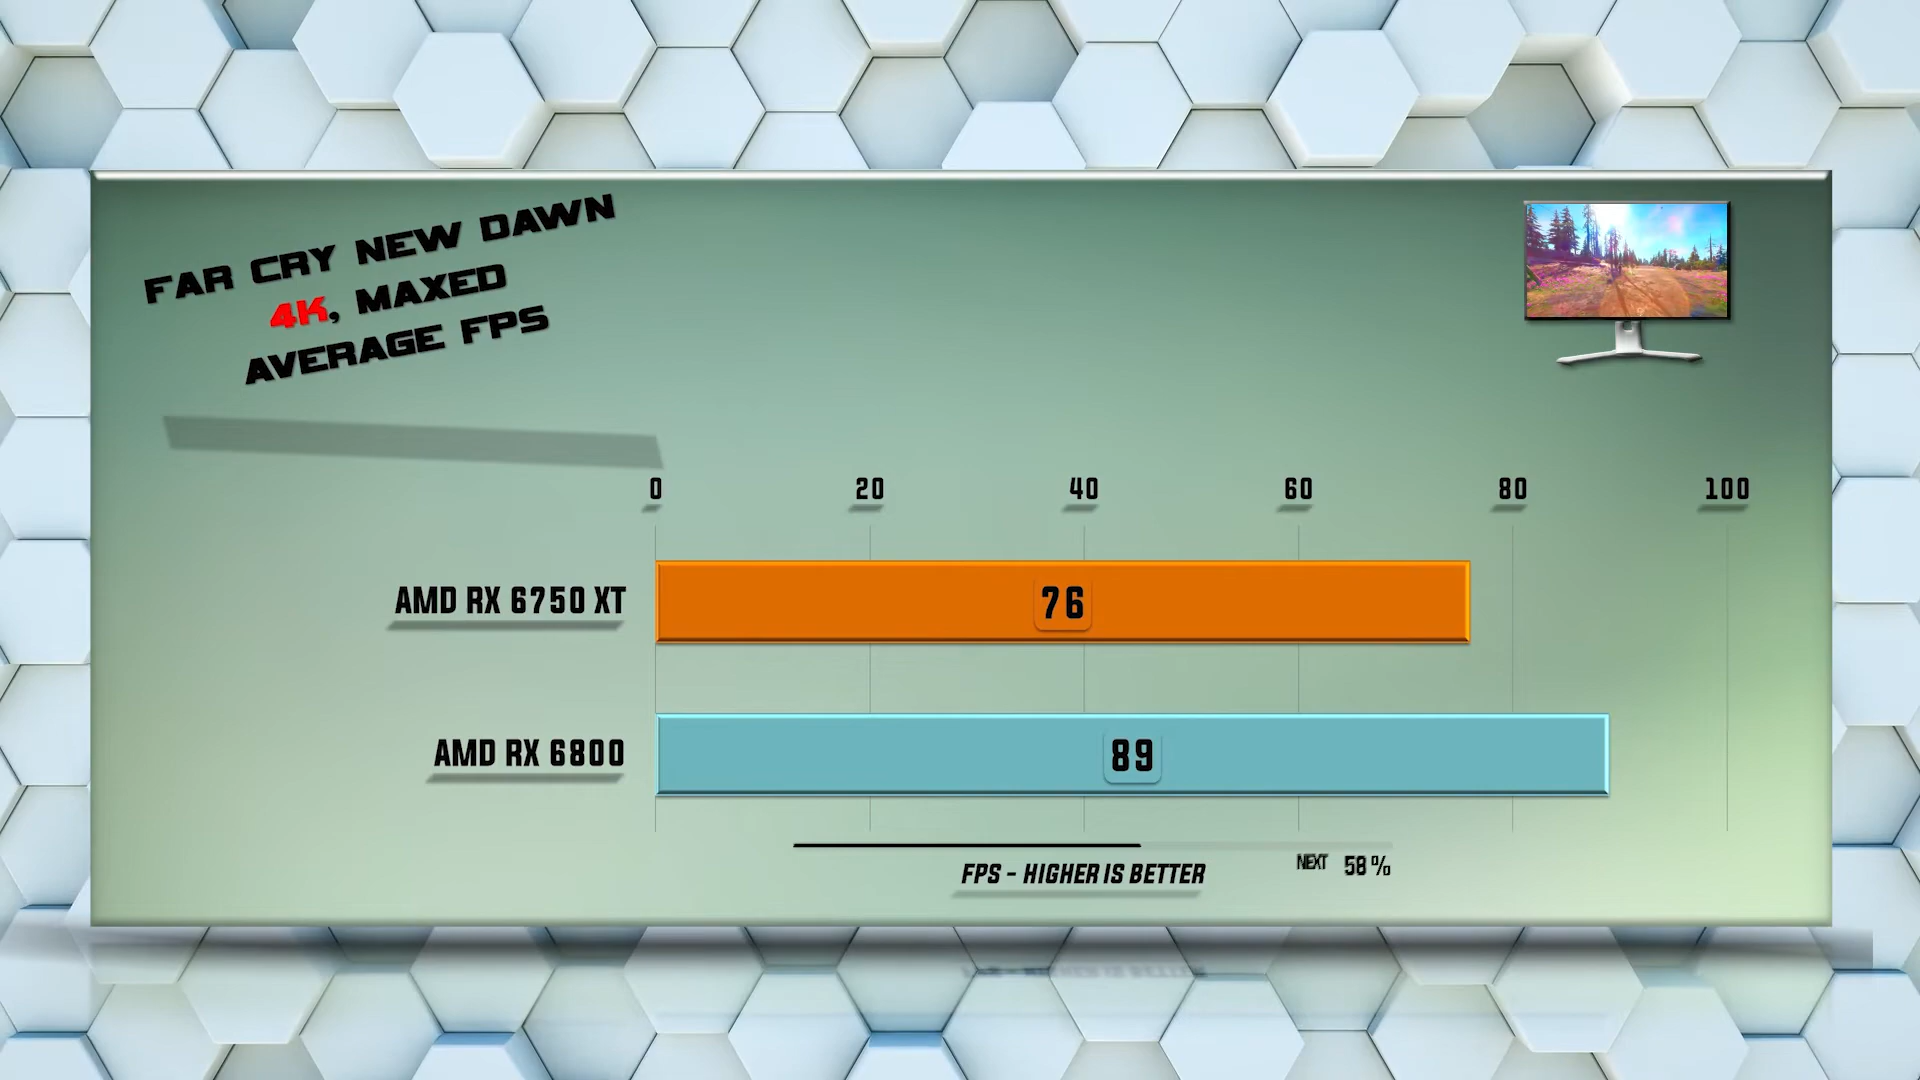 FAR CRY NEW DAWN
4K, MAXED
AVERAGE FPS
0 20 40 60 80 100
AMD RX 6750 XT 76
AMD RX 6800 89
FPS - HIGHER IS BETTER
NEXT 58 %